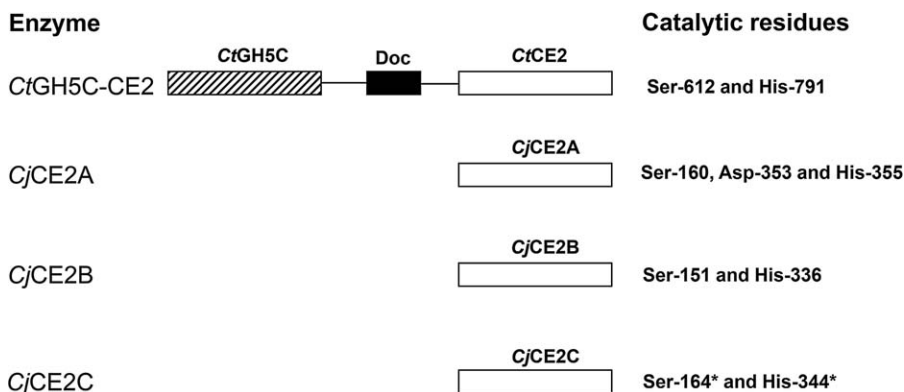 Enzyme Catalytic residues
CtGH5C Doc CtCE2
CtGH5C-CE2 Ser-612 and His-791
CjCE2A
CjCE2A Ser-160, Asp-353 and His-355
CjCE2B
CjCE2B Ser-151 and His-336
CjCE2C
CjCE2C Ser-164* and His-344*